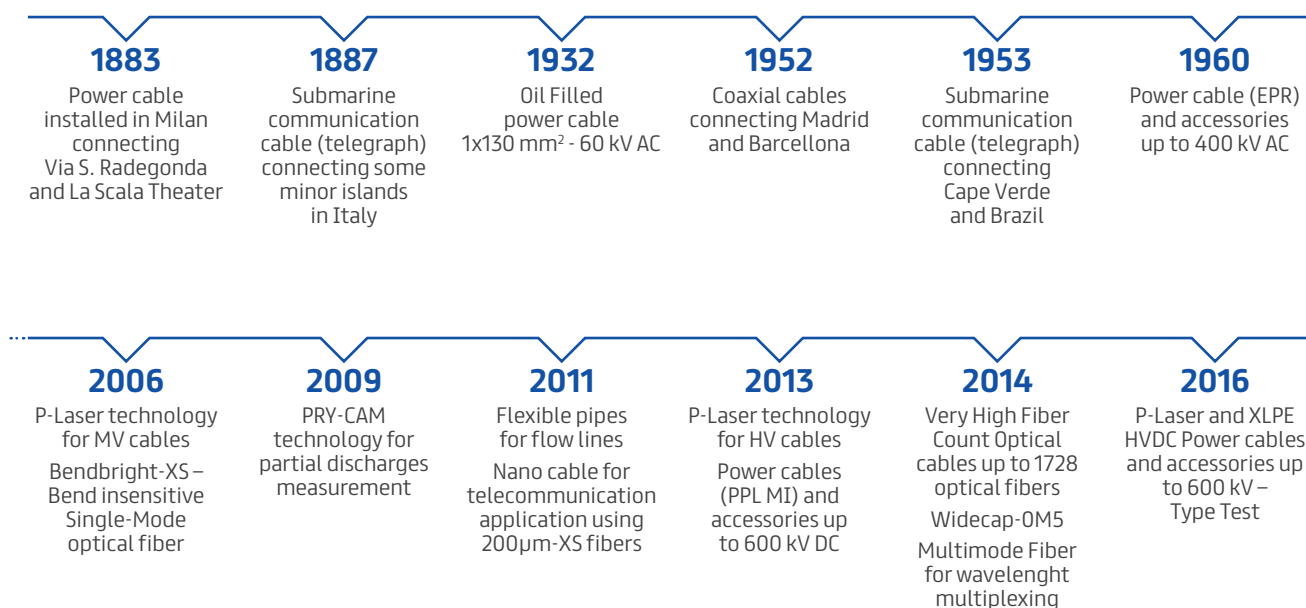 1883
Power cable
installed in Milan
connecting
Via S. Radegonda
and La Scala Theater
1887
Submarine
communication
cable (telegraph)
connecting some
minor islands
in Italy
1932
Oil Filled
power cable
1x130 mm² - 60 kV AC
1952
Coaxial cables
connecting Madrid
and Barcellona
1953
Submarine
communication
cable (telegraph)
connecting
Cape Verde
and Brazil
1960
Power cable (EPR)
and accessories
up to 400 kV AC
2006
P-Laser technology
for MV cables
Bendbright-XS –
Bend insensitive
Single-Mode
optical fiber
2009
PRY-CAM
technology for
partial discharges
measurement
2011
Flexible pipes
for flow lines
Nano cable for
telecommunication
application using
200µm-XS fibers
2013
P-Laser technology
for HV cables
Power cables
(PPL MI) and
accessories up
to 600 kV DC
2014
Very High Fiber
Count Optical
cables up to 1728
optical fibers
Widecap-OM5
Multimode Fiber
for wavelenght
multiplexing
2016
P-Laser and XLPE
HVDC Power cables
and accessories up
to 600 kV –
Type Test